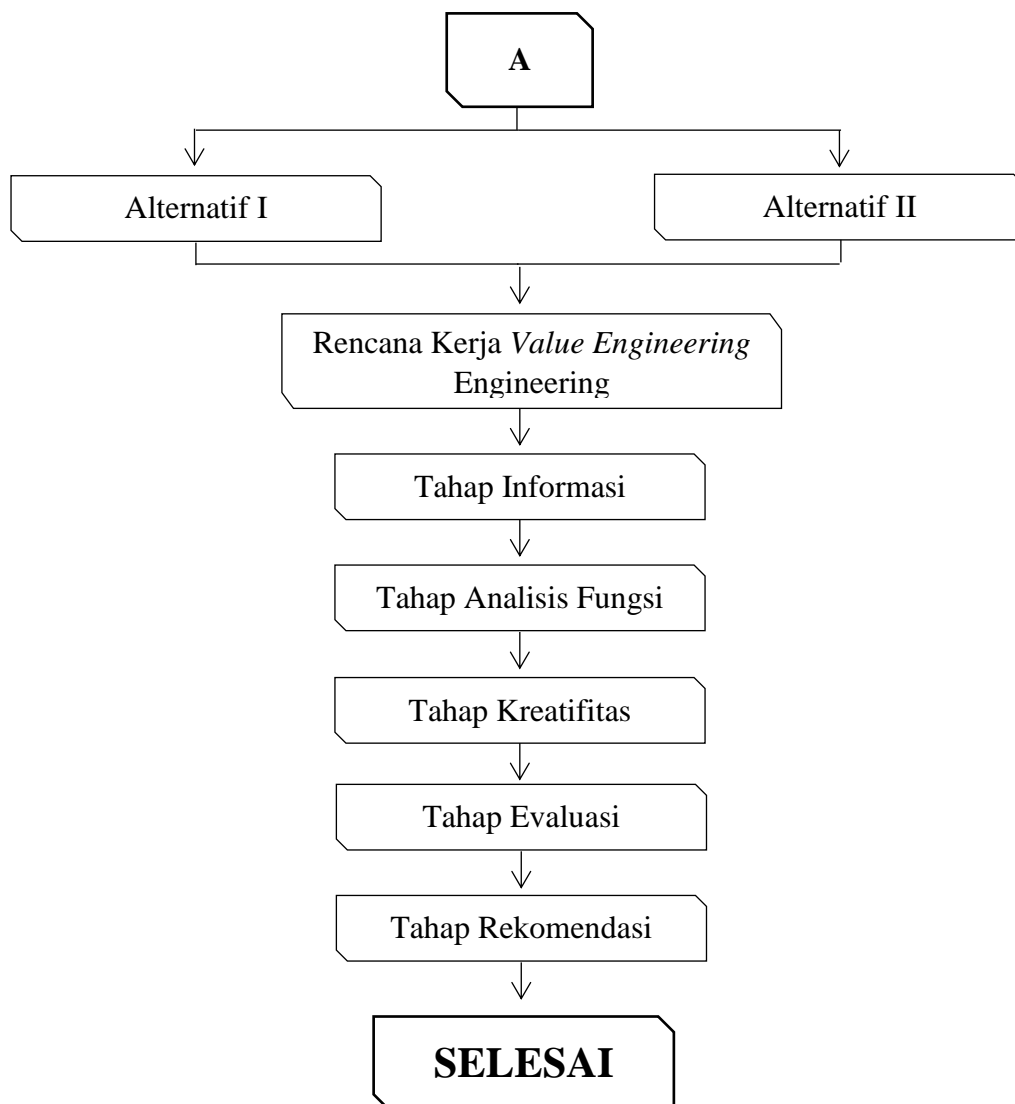 A
Alternatif I
Alternatif II
Rencana Kerja Value Engineering
Engineering
Tahap Informasi
Tahap Analisis Fungsi
Tahap Kreatifitas
Tahap Evaluasi
Tahap Rekomendasi
SELESAI